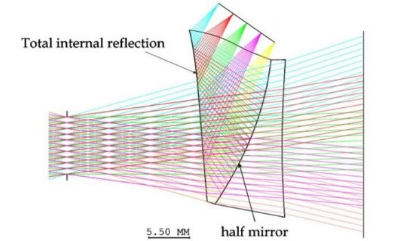 Total internal reflection
5.50 MM
half mirror